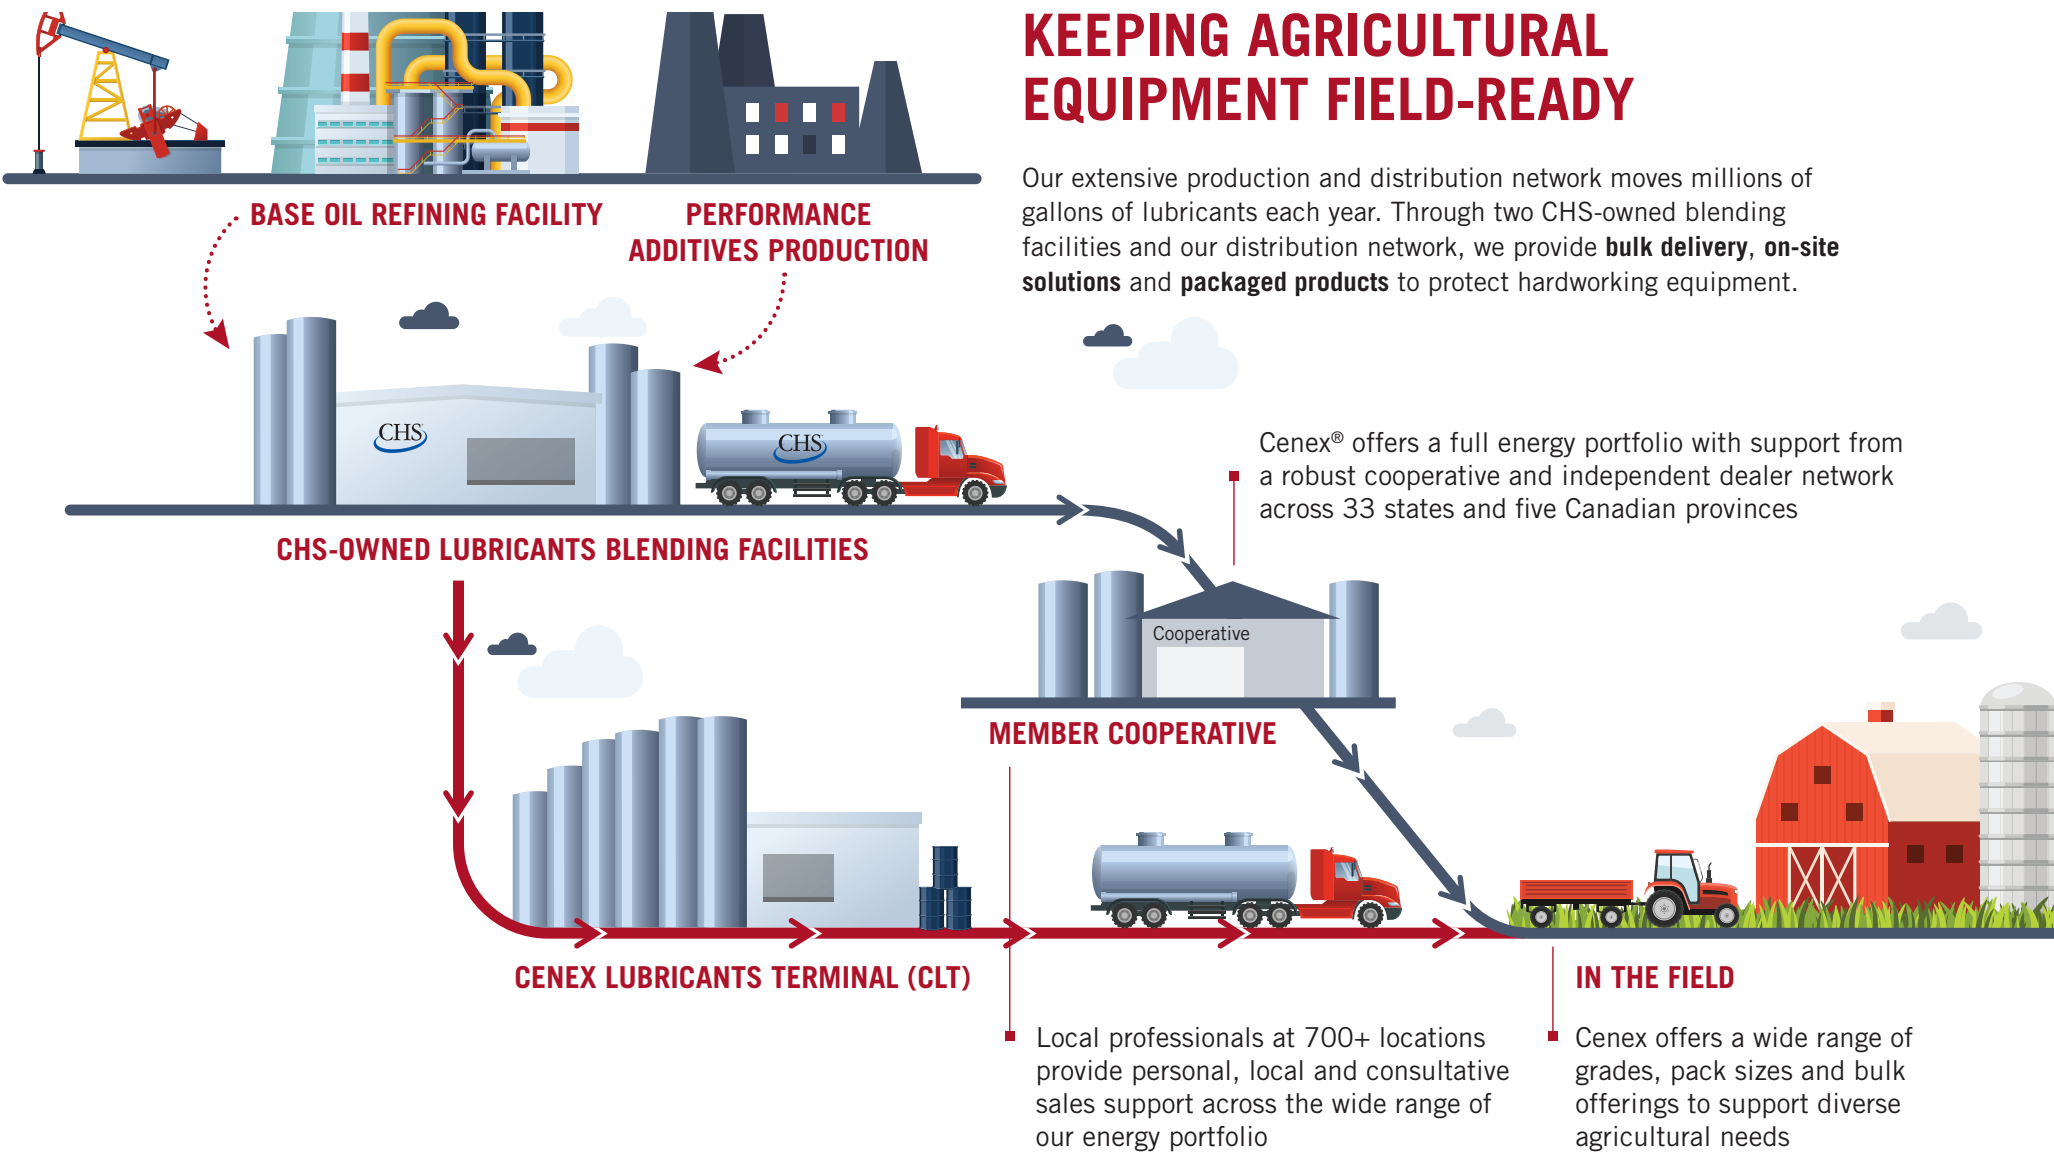 KEEPING AGRICULTURAL
EQUIPMENT FIELD-READY
Our extensive production and distribution network moves millions of
gallons of lubricants each year. Through two CHS-owned blending
facilities and our distribution network, we provide bulk delivery, on-site
solutions and packaged products to protect hardworking equipment.
BASE OIL REFINING FACILITY
PERFORMANCE
ADDITIVES PRODUCTION
CHS
CHS
CHS-OWNED LUBRICANTS BLENDING FACILITIES
Cenex® offers a full energy portfolio with support from
a robust cooperative and independent dealer network
across 33 states and five Canadian provinces
Cooperative
MEMBER COOPERATIVE
CENEX LUBRICANTS TERMINAL (CLT)
Local professionals at 700+ locations
provide personal, local and consultative
sales support across the wide range of
our energy portfolio
IN THE FIELD
Cenex offers a wide range of
grades, pack sizes and bulk
offerings to support diverse
agricultural needs